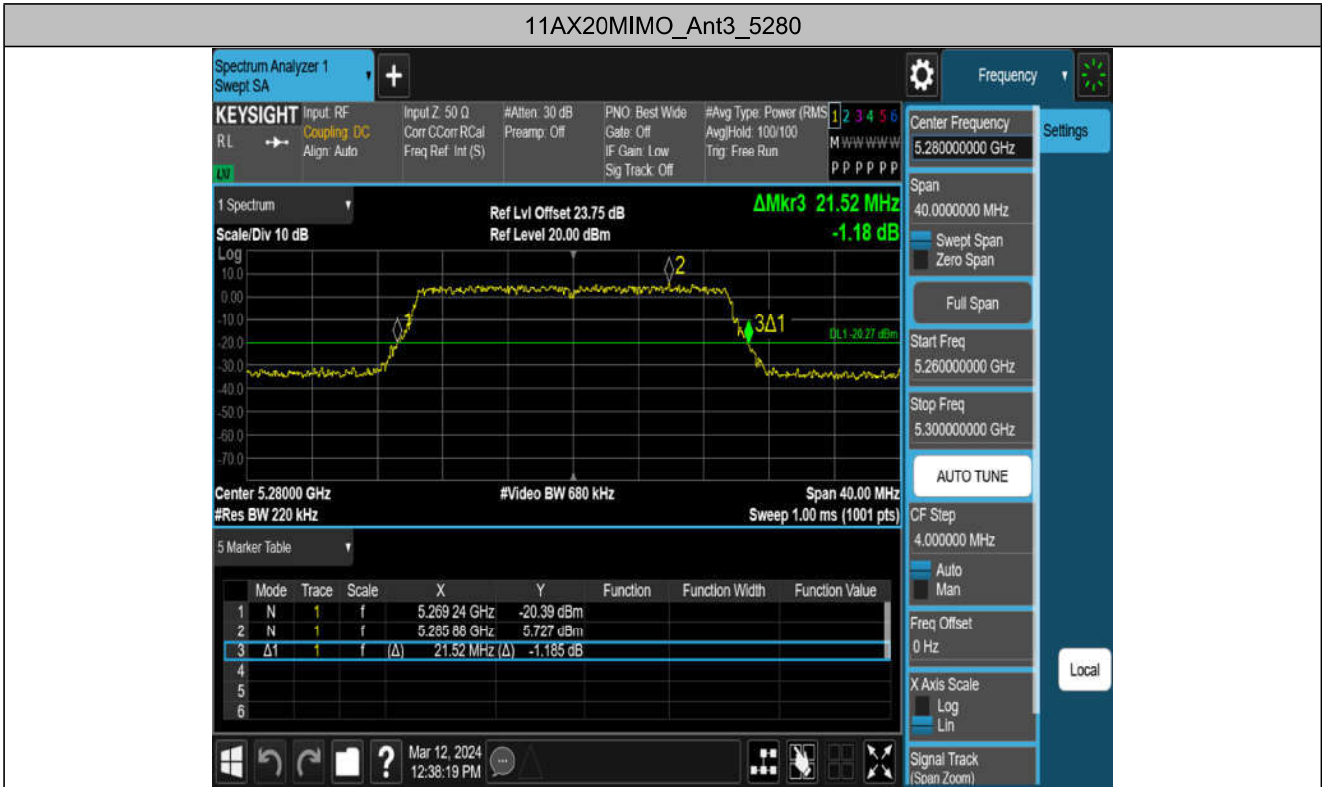 11AX20MIMO_Ant3_5280
Spectrum Analyzer 1
Swept SA
+
Frequency
KEYSIGHT
RL
LXI
Input: RF
Coupling: DC
Align: Auto
Input Z: 50 Ω
Corr CCorr RCal
Freq Ref: Int (S)
#Atten: 30 dB
Preamp: Off
PNO: Best Wide
Gate: Off
IF Gain: Low
Sig Track: Off
#Avg Type: Power (RMS
Avg|Hold: 100/100
Trig: Free Run
1 2 3 4 5 6
M W W W W W
P P P P P P
1 Spectrum
Scale/Div 10 dB
Ref Lvl Offset 23.75 dB
Ref Level 20.00 dBm
ΔMkr3 21.52 MHz
-1.18 dB
Log
10.0
0.00
-10.0
-20.0
-30.0
-40.0
-50.0
-60.0
-70.0
1
2
3Δ1
DL1 -20.27 dBm
Center 5.28000 GHz
#Video BW 680 kHz
Span 40.00 MHz
#Res BW 220 kHz
Sweep 1.00 ms (1001 pts)
5 Marker Table
Mode Trace Scale X Y Function Function Width Function Value
1 N 1 f 5.269 24 GHz -20.39 dBm
2 N 1 f 5.285 88 GHz 5.727 dBm
3 Δ1 1 f (Δ) 21.52 MHz (Δ) -1.185 dB
4
5
6
Mar 12, 2024
12:38:19 PM
?
Center Frequency
5.280000000 GHz
Settings
Span
40.0000000 MHz
Swept Span
Zero Span
Full Span
Start Freq
5.260000000 GHz
Stop Freq
5.300000000 GHz
AUTO TUNE
CF Step
4.000000 MHz
Auto
Man
Freq Offset
0 Hz
Local
X Axis Scale
Log
Lin
Signal Track
(Span Zoom)